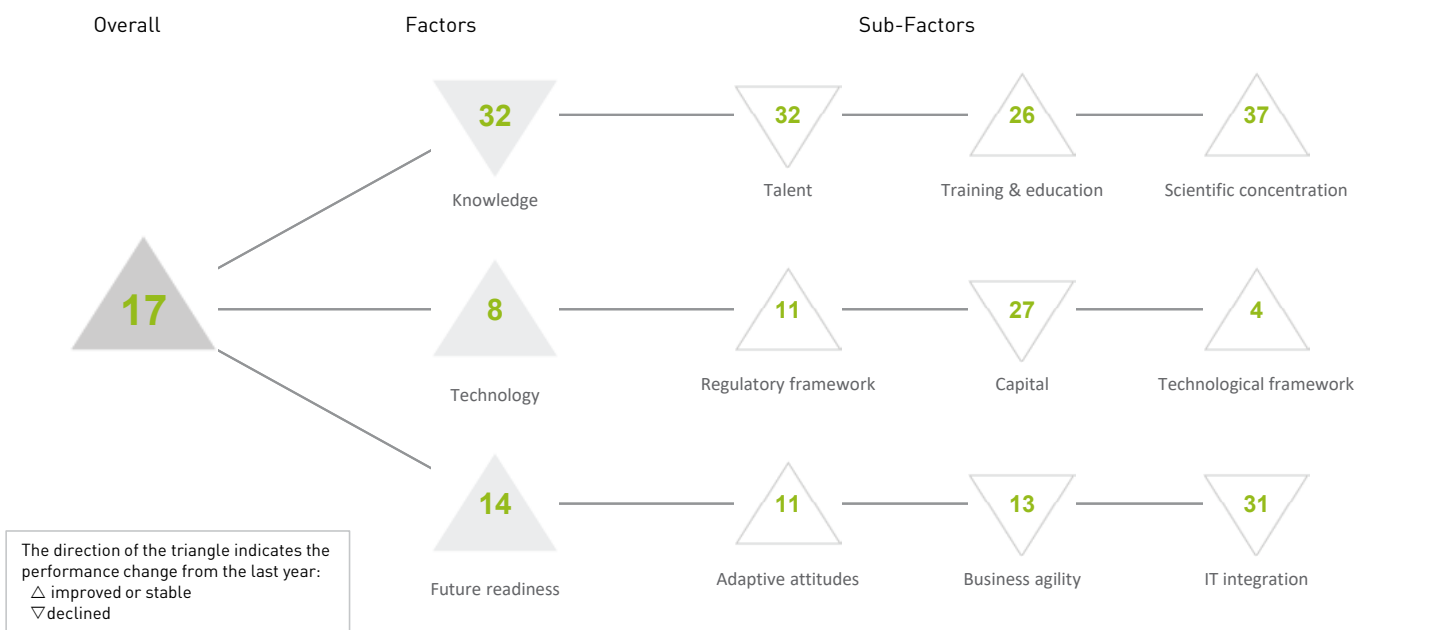 Overall
Factors
Sub-Factors
32
32
26
37
Knowledge
Talent
Training & education
Scientific concentration
17
8
11
27
4
Technology
Regulatory framework
Capital
Technological framework
14
11
13
31
Future readiness
Adaptive attitudes
Business agility
IT integration
The direction of the triangle indicates the
performance change from the last year:
△ improved or stable
▽ declined